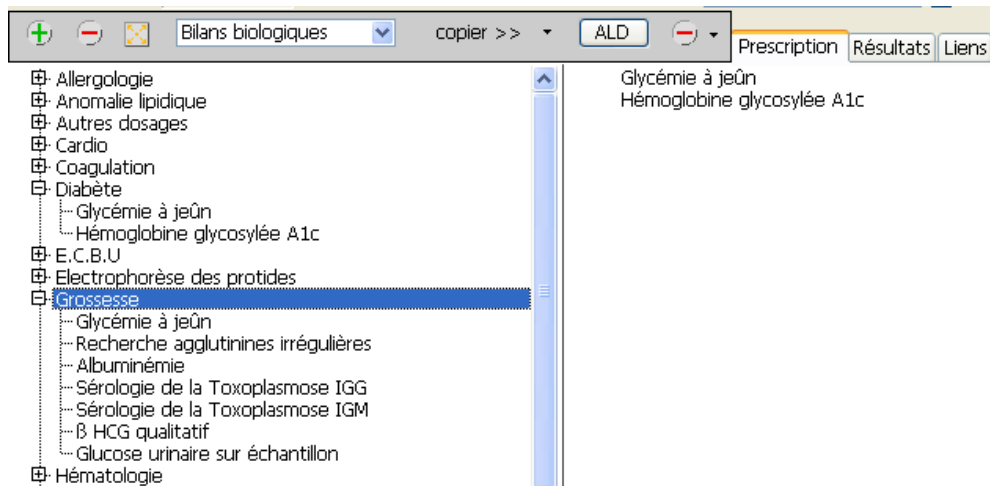 Bilans biologiques copier >> ALD Prescription Résultats Liens
Allergologie
Anomalie lipidique
Autres dosages
Cardio
Coagulation
Diabète
Glycémie à jeûn
Hémoglobine glycosylée A1c
E.C.B.U
Electrophorèse des protides
Grossesse
Glycémie à jeûn
Recherche agglutinines irrégulières
Albuminémie
Sérologie de la Toxoplasmose IGG
Sérologie de la Toxoplasmose IGM
ß HCG qualitatif
Glucose urinaire sur échantillon
Hématologie
Glycémie à jeûn
Hémoglobine glycosylée A1c